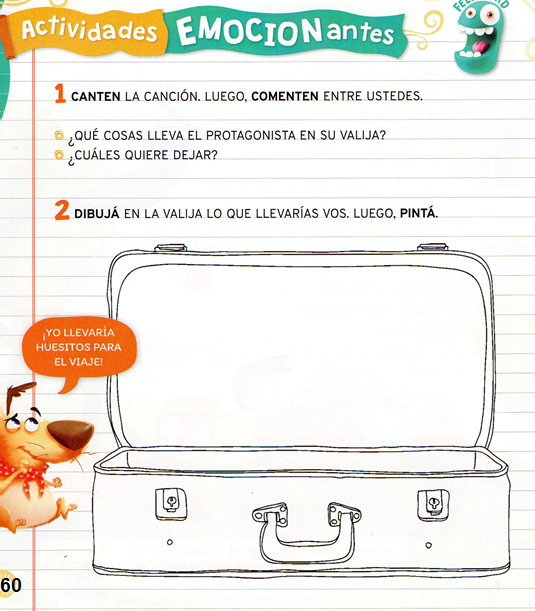 Actividades EMOCIONantes
1 CANTEN LA CANCIÓN. LUEGO, COMENTEN ENTRE USTEDES.
¿QUÉ COSAS LLEVA EL PROTAGONISTA EN SU VALIJA?
¿CUÁLES QUIERE DEJAR?
2 DIBUJÁ EN LA VALIJA LO QUE LLEVARÍAS VOS. LUEGO, PINTÁ.
¡YO LLEVARÍA
HUESITOS PARA
EL VIAJE!
60